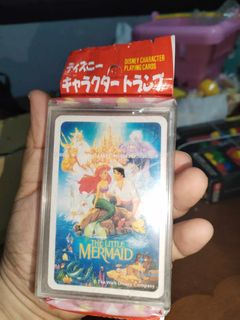 ディズニー
キャラクタートランプ
DISNEY CHARACTER
PLAYING CARDS
THE LITTLE
MERMAID
© The Walt Disney Company